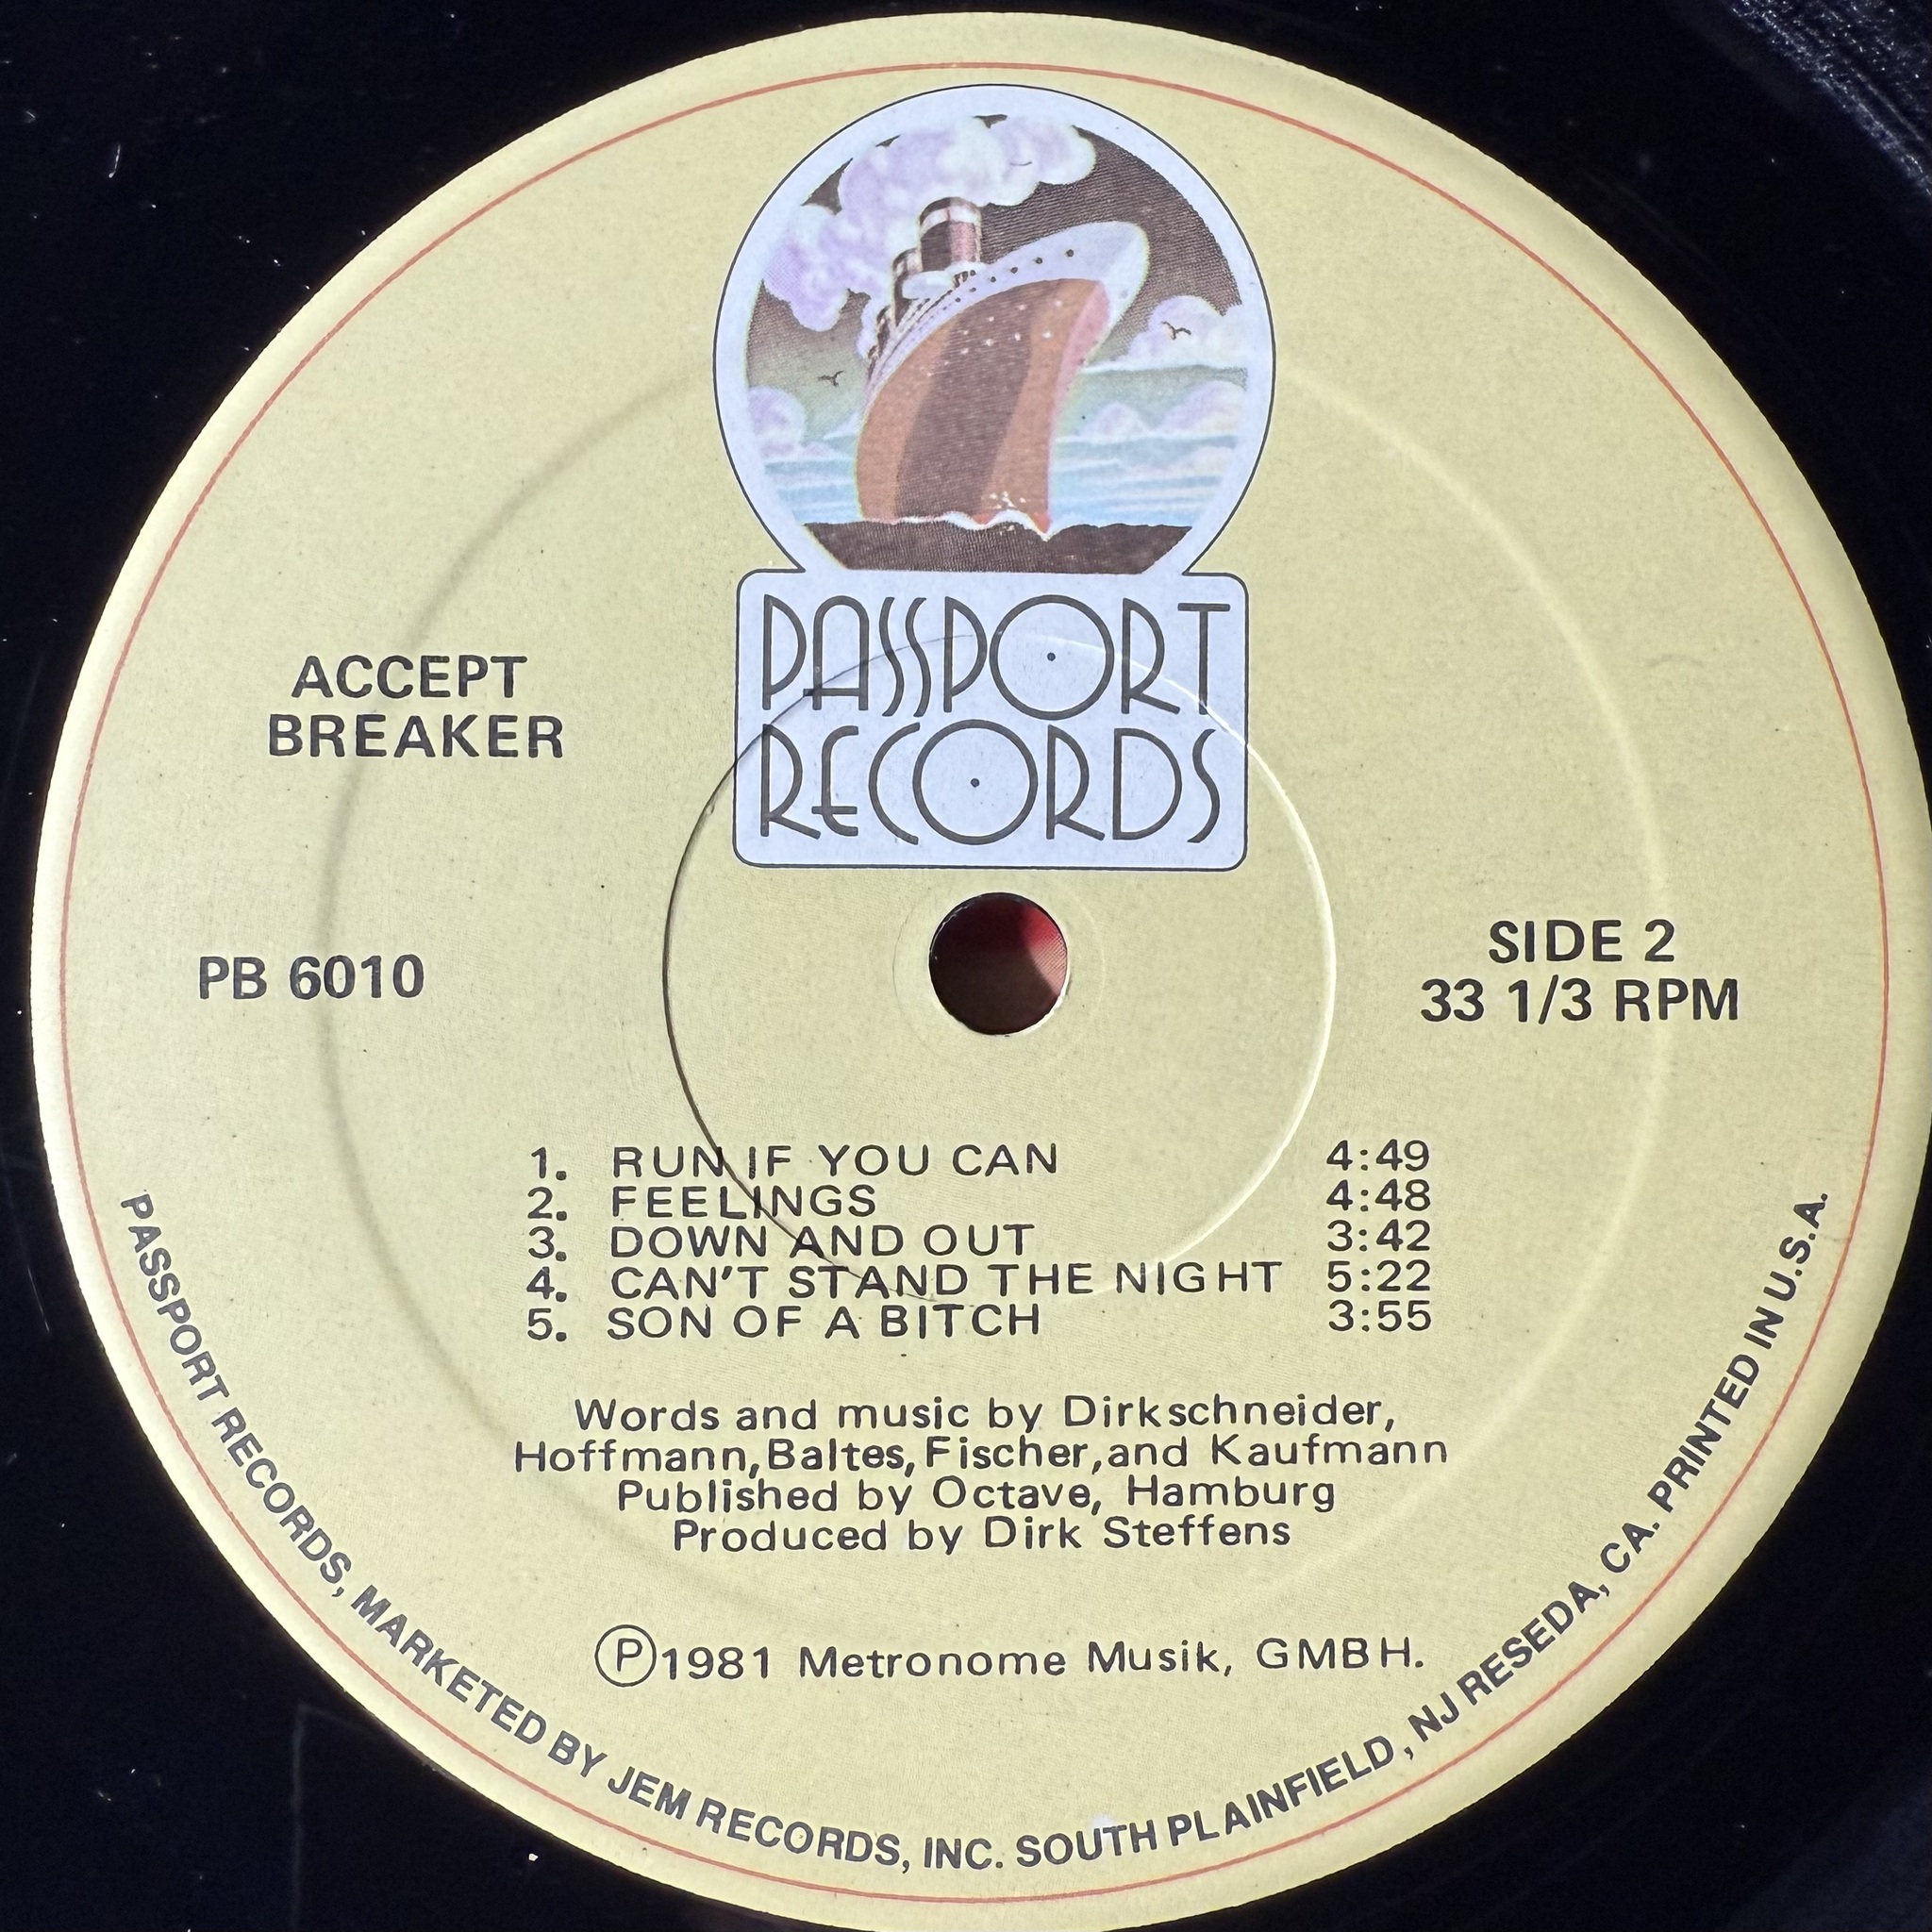 PASSPORT
RECORDS
ACCEPT
BREAKER
PB 6010
SIDE 2
33 1/3 RPM
1. RUN IF YOU CAN 4:49
2. FEELINGS 4:48
3. DOWN AND OUT 3:42
4. CAN'T STAND THE NIGHT 5:22
5. SON OF A BITCH 3:55
Words and music by Dirkschneider,
Hoffmann, Baltes, Fischer, and Kaufmann
Published by Octave, Hamburg
Produced by Dirk Steffens
Ⓟ1981 Metronome Musik, GMBH.
PASSPORT RECORDS, MARKETED BY JEM RECORDS, INC. SOUTH PLAINFIELD, NJ RESEDA, CA. PRINTED IN U.S.A.